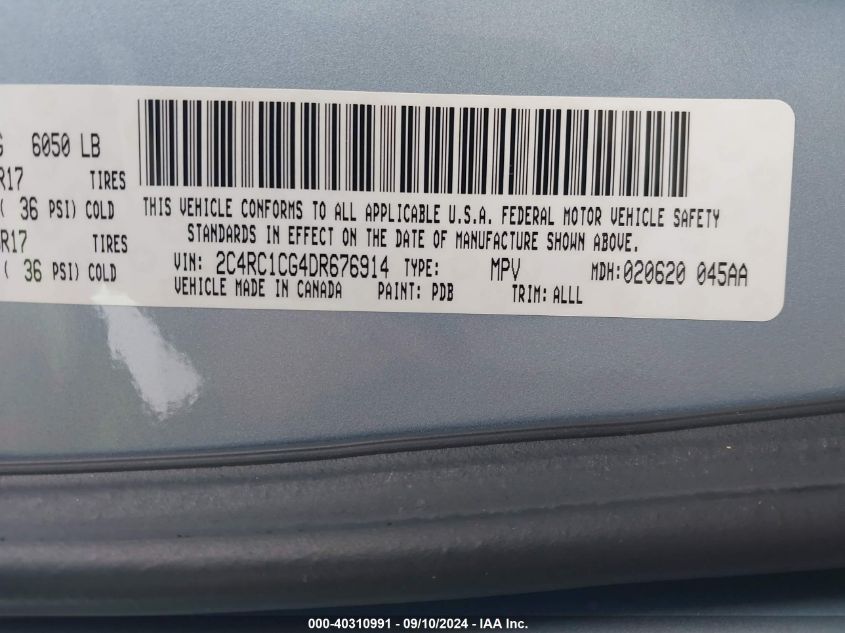 G 6050 LB
R17 TIRES
( 36 PSI) COLD
R17 TIRES
( 36 PSI) COLD
THIS VEHICLE CONFORMS TO ALL APPLICABLE U.S.A. FEDERAL MOTOR VEHICLE SAFETY
STANDARDS IN EFFECT ON THE DATE OF MANUFACTURE SHOWN ABOVE.
VIN: 2C4RC1CG4DR676914 TYPE: MPV MDH:020620 045AA
VEHICLE MADE IN CANADA PAINT: PDB TRIM: ALLL
000-40310991 - 09/10/2024 - IAA Inc.